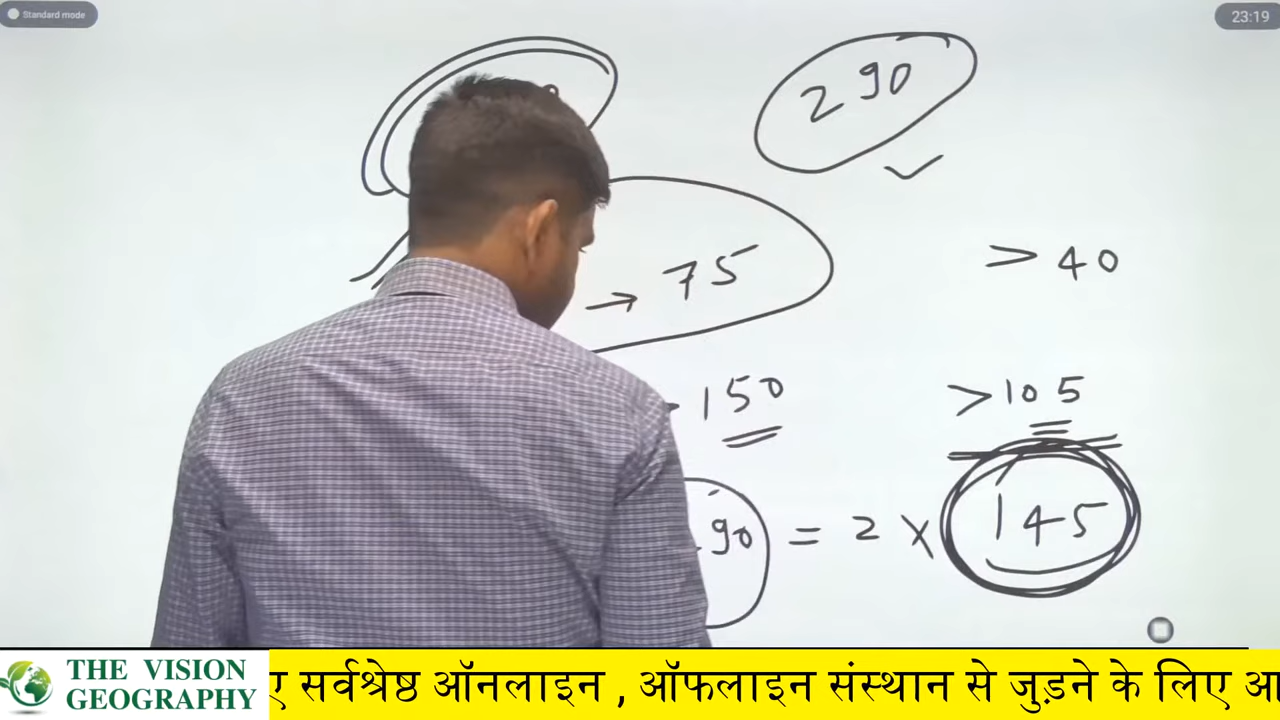 Standard mode
23:19
290
→ 75
> 40
150
> 105
90 = 2 × 145
THE VISION
GEOGRAPHY
सर्वश्रेष्ठ ऑनलाइन , ऑफलाइन संस्थान से जुड़ने के लिए आ